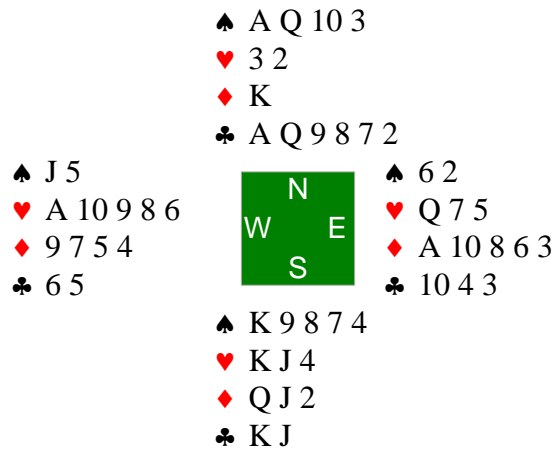 ♠ A Q 10 3
♥ 3 2
♦ K
♣ A Q 9 8 7 2
♠ J 5
♥ A 10 9 8 6
♦ 9 7 5 4
♣ 6 5
N
W E
S
♠ 6 2
♥ Q 7 5
♦ A 10 8 6 3
♣ 10 4 3
♠ K 9 8 7 4
♥ K J 4
♦ Q J 2
♣ K J